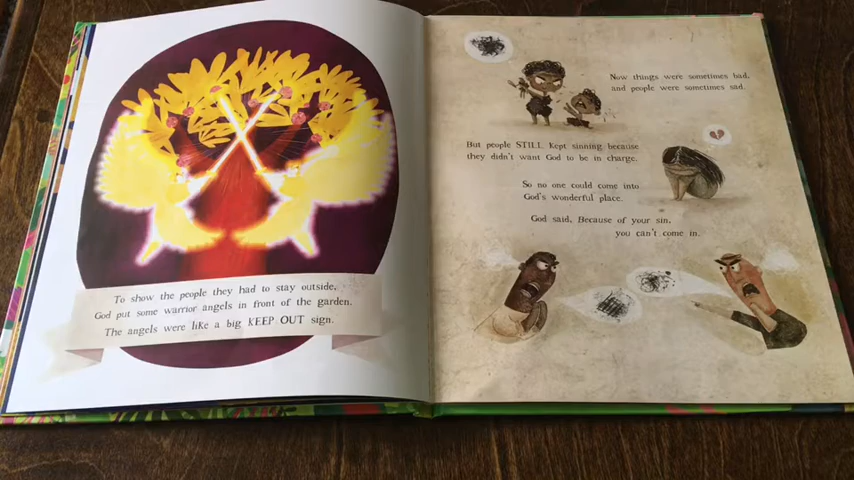 To show the people they had to stay outside,
God put some warrior angels in front of the garden.
The angels were like a big KEEP OUT sign.
Now things were sometimes bad,
and people were sometimes sad.
But people STILL Kept sinning because
they didn't want God to be in charge.
So no one could come into
God's wonderful place.
God said, Because of your sin,
you can't come in.